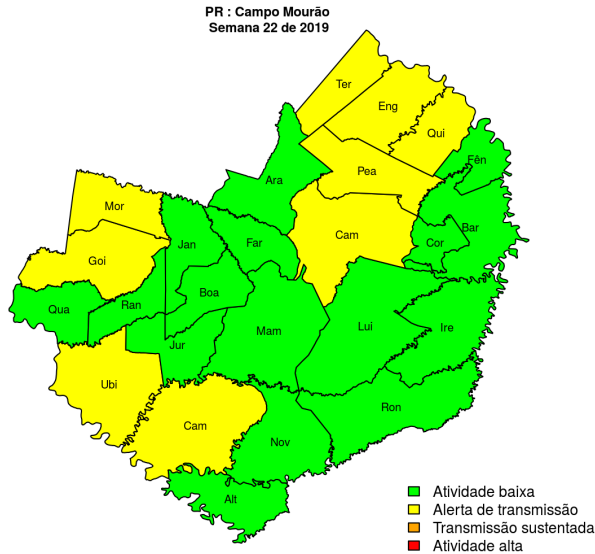 PR : Campo Mourão
Semana 22 de 2019
Ter
Eng
Qui
Fên
Pea
Ara
Mor
Cam
Bar
Jan
Far
Cor
Goi
Boa
Qua
Ran
Mam
Lui
Ire
Jur
Ubi
Ron
Cam
Nov
Alt
Atividade baixa
Alerta de transmissão
Transmissão sustentada
Atividade alta